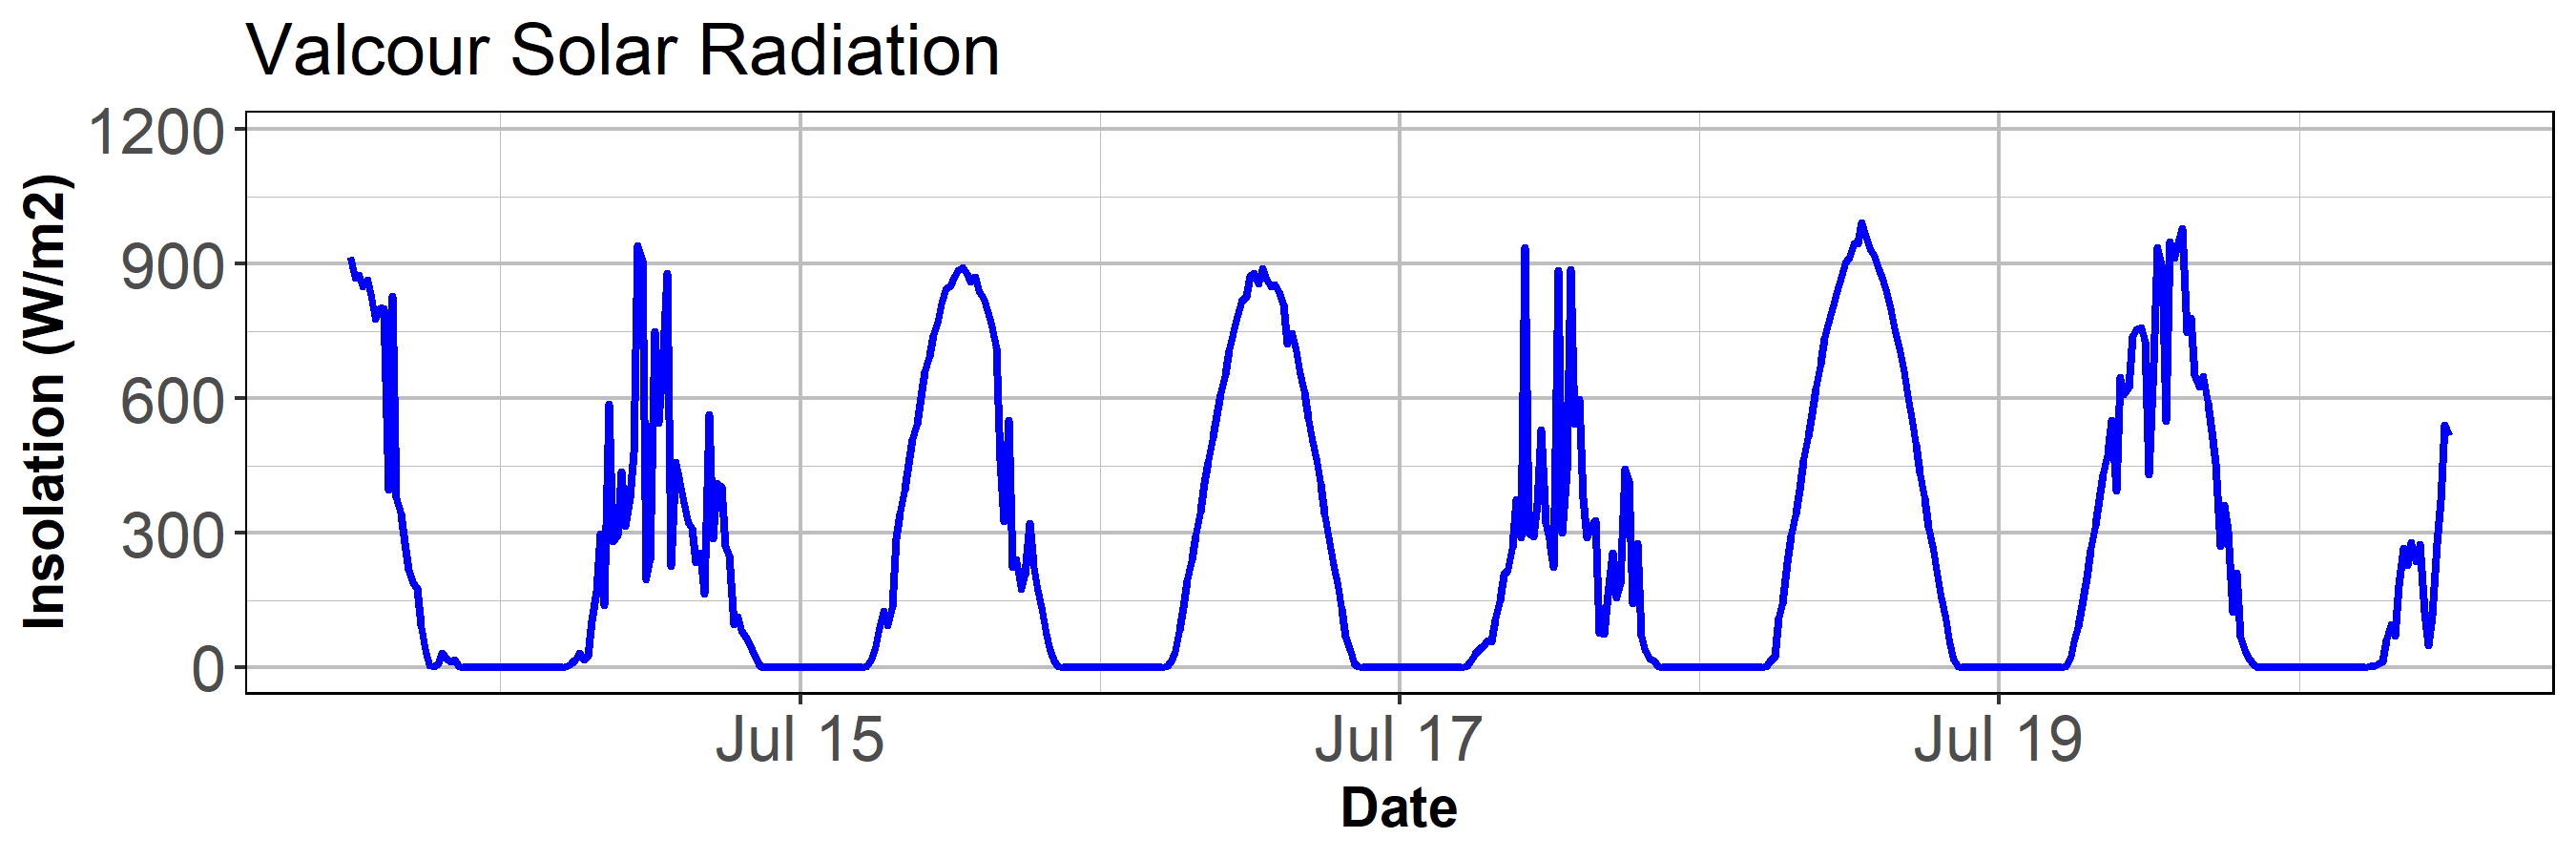 Valcour Solar Radiation
1200
900
600
300
0
Insolation (W/m2)
Jul 15
Jul 17
Jul 19
Date